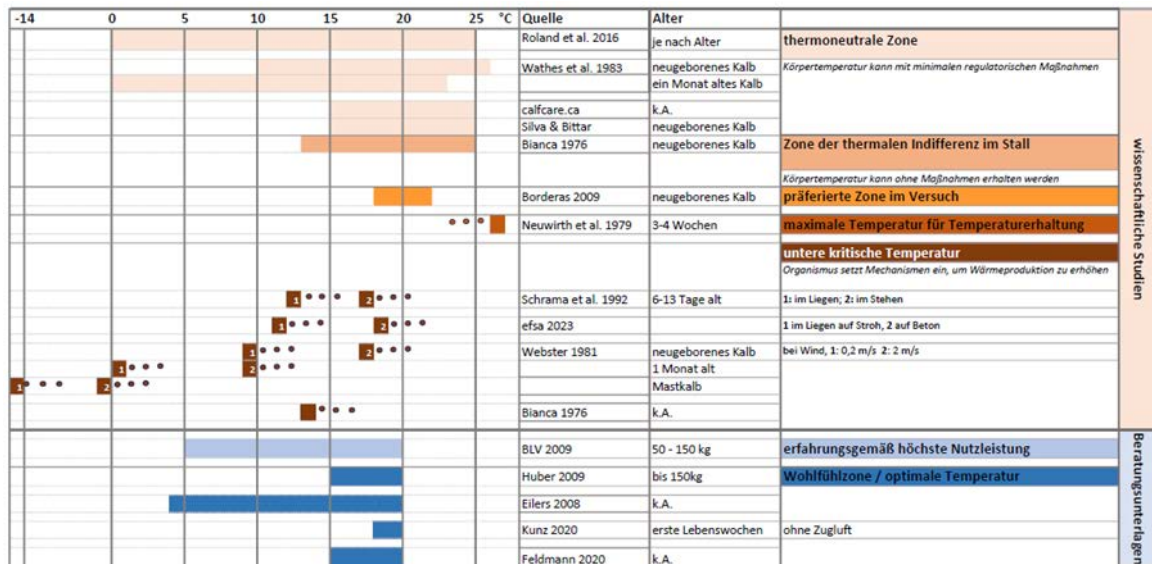 -14 0 5 10 15 20 25 °C Quelle Alter
Roland et al. 2016 je nach Alter thermoneutrale Zone
Wathes et al. 1983 neugeborenes Kalb Körpertemperatur kann mit minimalen regulatorischen Maßnahmen
ein Monat altes Kalb
calfcare.ca k.A.
Silva & Bittar neugeborenes Kalb
Bianca 1976 neugeborenes Kalb Zone der thermalen Indifferenz im Stall
Körpertemperatur kann ohne Maßnahmen erhalten werden
Borderas 2009 neugeborenes Kalb präferierte Zone im Versuch
Neuwirth et al. 1979 3-4 Wochen maximale Temperatur für Temperaturerhaltung
untere kritische Temperatur
Organismus setzt Mechanismen ein, um Wärmeproduktion zu erhöhen
1 2 Schrama et al. 1992 6-13 Tage alt 1: im Liegen; 2: im Stehen
1 2 efsa 2023 1 im Liegen auf Stroh, 2 auf Beton
1 2 Webster 1981 neugeborenes Kalb bei Wind, 1: 0,2 m/s 2: 2 m/s
1 2 1 Monat alt
1 2 Mastkalb
Bianca 1976 k.A.
wissenschaftliche Studien
BLV 2009 50 - 150 kg erfahrungsgemäß höchste Nutzleistung
Huber 2009 bis 150kg Wohlfühlzone / optimale Temperatur
Eilers 2008 k.A.
Kunz 2020 erste Lebenswochen ohne Zugluft
Feldmann 2020 k.A.
Beratungsunterlagen